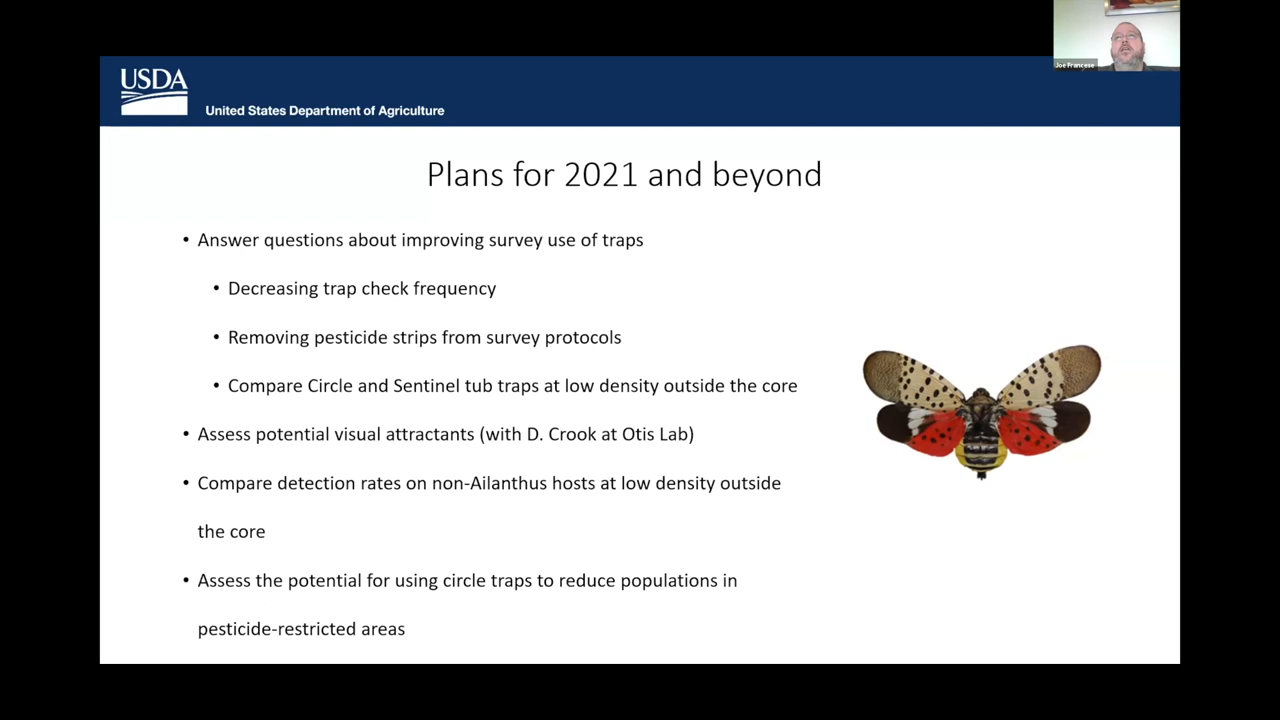 Joe Francese
USDA
United States Department of Agriculture
Plans for 2021 and beyond
• Answer questions about improving survey use of traps
• Decreasing trap check frequency
• Removing pesticide strips from survey protocols
• Compare Circle and Sentinel tub traps at low density outside the core
• Assess potential visual attractants (with D. Crook at Otis Lab)
• Compare detection rates on non-Ailanthus hosts at low density outside
the core
• Assess the potential for using circle traps to reduce populations in
pesticide-restricted areas